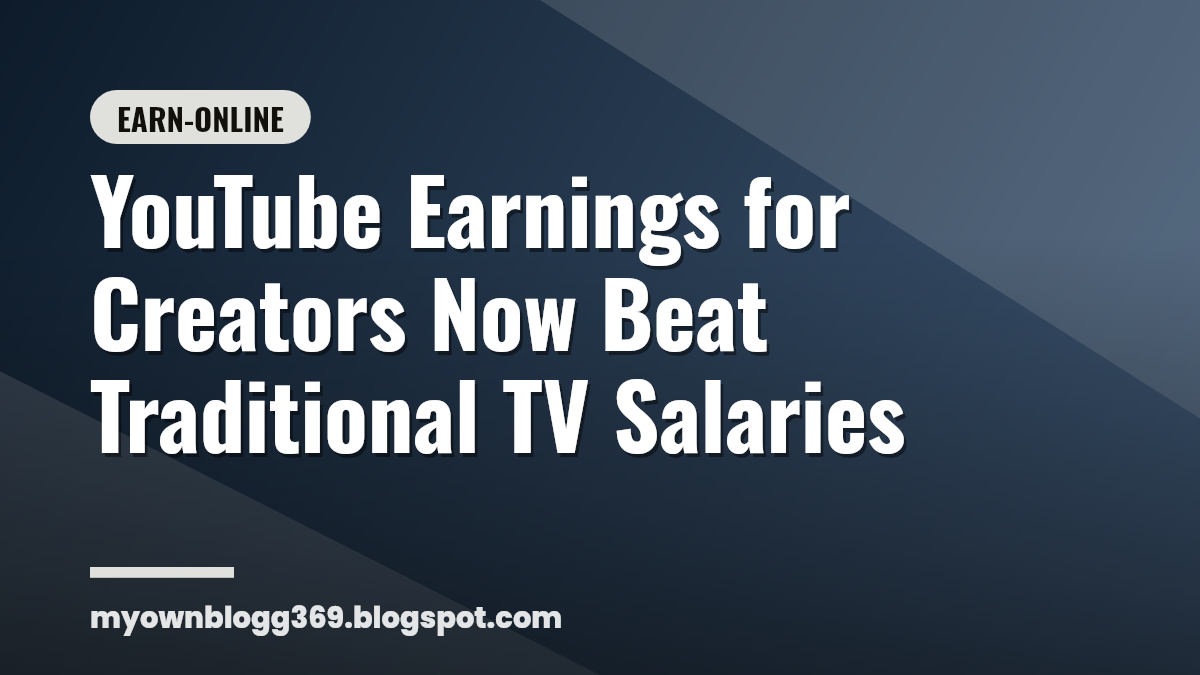 EARN-ONLINE
YouTube Earnings for
Creators Now Beat
Traditional TV Salaries
myownblogg369.blogspot.com